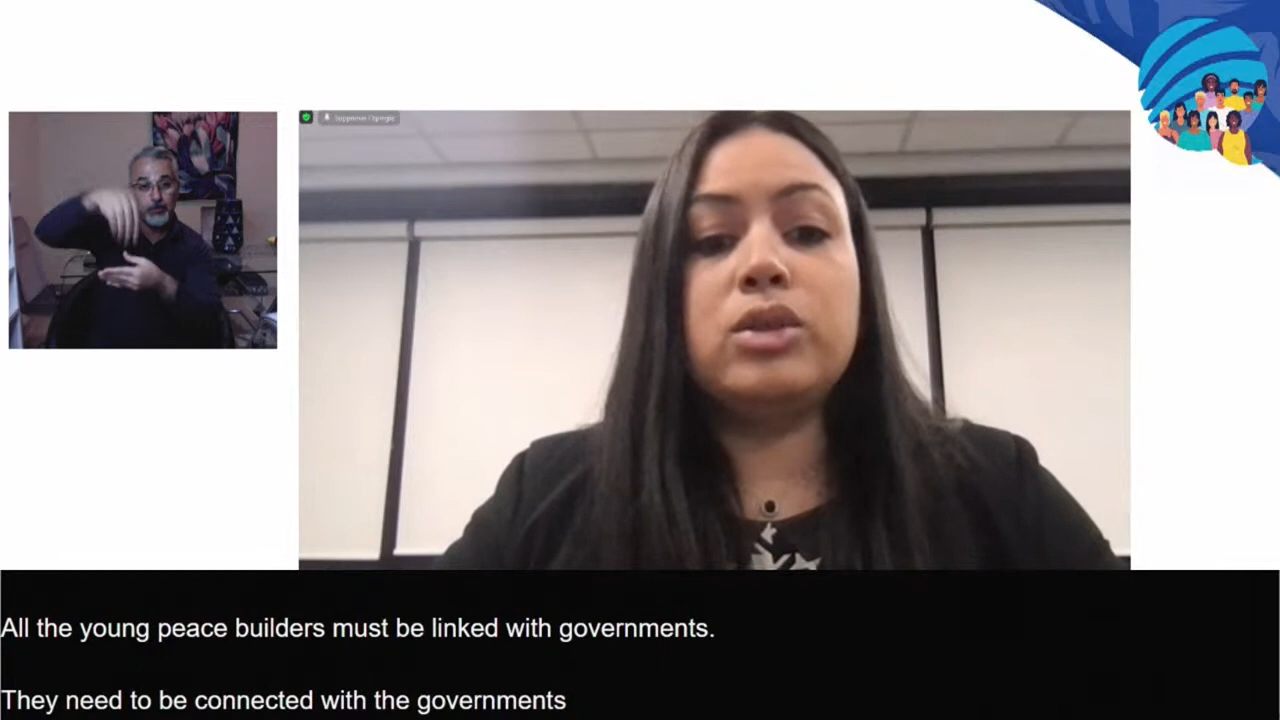 All the young peace builders must be linked with governments.
They need to be connected with the governments